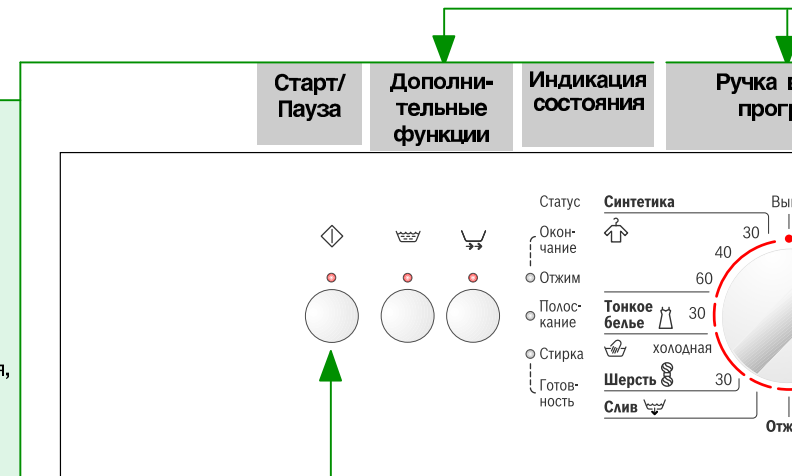 Старт/
Пауза
Дополни-
тельные
функции
Индикация
состояния
Ручка
Статус
Окон-
чание
Отжим
Полос-
кание
Стирка
Готов-
ность
Синтетика
30
40
60
Тонкое
белье
30
холодная
Шерсть
30
Слив
я,